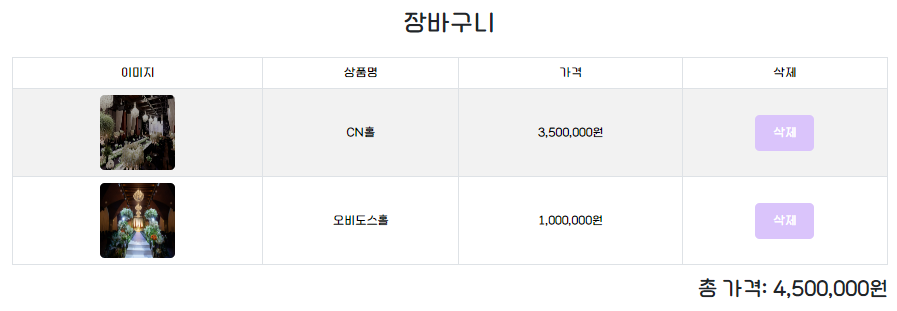 장바구니
이미지 상품명 가격 삭제
CN홀 3,500,000원 삭제
오비도스홀 1,000,000원 삭제
총 가격: 4,500,000원